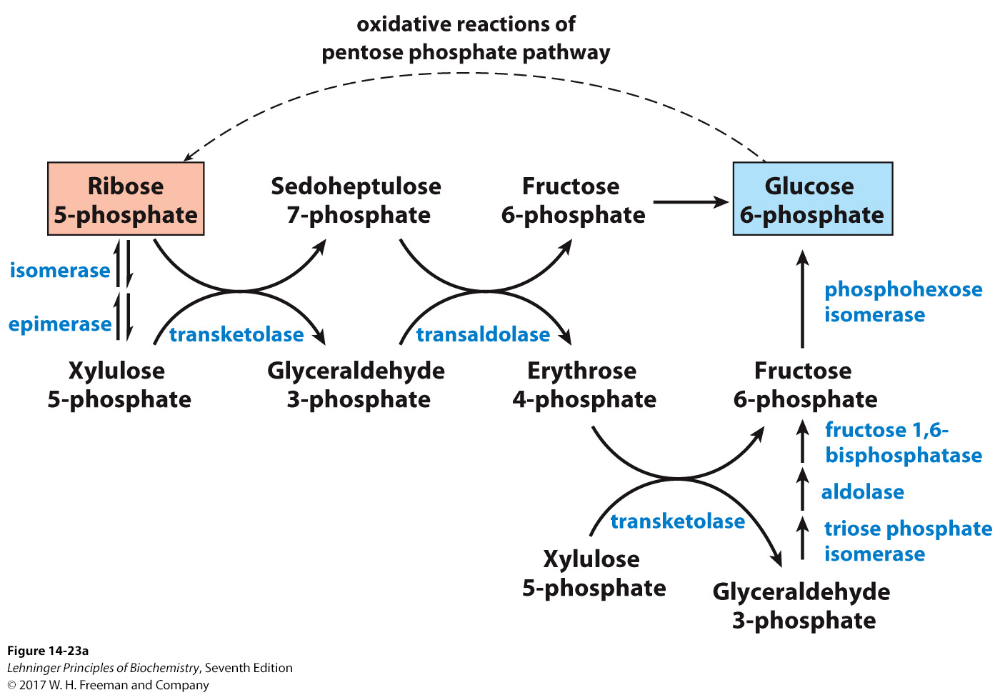 oxidative reactions of
pentose phosphate pathway
Ribose
5-phosphate
Sedoheptulose
7-phosphate
Fructose
6-phosphate
Glucose
6-phosphate
isomerase
epimerase
transketolase
transaldolase
phosphohexose
isomerase
Xylulose
5-phosphate
Glyceraldehyde
3-phosphate
Erythrose
4-phosphate
Fructose
6-phosphate
fructose 1,6-
bisphosphatase
aldolase
transketolase
triose phosphate
isomerase
Xylulose
5-phosphate
Glyceraldehyde
3-phosphate
Figure 14-23a
Lehninger Principles of Biochemistry, Seventh Edition
© 2017 W. H. Freeman and Company